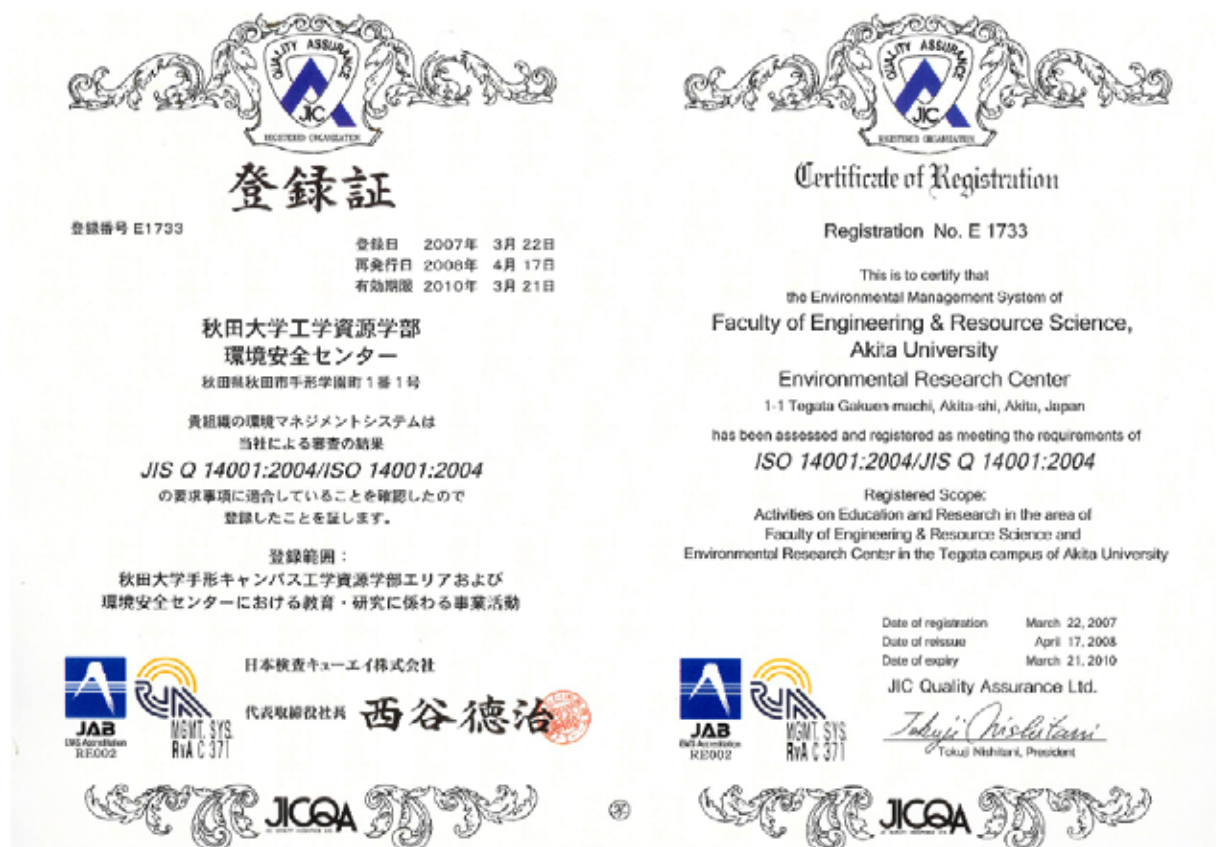 QUALITY ASSURANCE
JIC
REGISTERED ORGANIZATION
登録証
登録番号 E1733
登録日 2007年 3月 22日
再発行日 2008年 4月 17日
有効期限 2010年 3月 21日
秋田大学工学資源学部
環境安全センター
秋田県秋田市手形学園町1番1号
貴組織の環境マネジメントシステムは
当社による審査の結果
JIS Q 14001:2004/ISO 14001:2004
の要求事項に適合していることを確認したので
登録したことを証します。
登録範囲：
秋田大学手形キャンパス工学資源学部エリアおよび
環境安全センターにおける教育・研究に係わる事業活動
日本検査キューエイ株式会社
代表取締役社長 西谷徳治
JAB
EMS Accreditation
RE002
MGMT. SYS.
RvA C 371
JICQA
JIC QUALITY ASSURANCE LTD.
QUALITY ASSURANCE
JIC
REGISTERED ORGANIZATION
Certificate of Registration
Registration No. E 1733
This is to certify that
the Environmental Management System of
Faculty of Engineering & Resource Science,
Akita University
Environmental Research Center
1-1 Tegata Gakuen-machi, Akita-shi, Akita, Japan
has been assessed and registered as meeting the requirements of
ISO 14001:2004/JIS Q 14001:2004
Registered Scope:
Activities on Education and Research in the area of
Faculty of Engineering & Resource Science and
Environmental Research Center in the Tegata campus of Akita University
Date of registration March 22, 2007
Date of reissue April 17, 2008
Date of expiry March 21, 2010
JIC Quality Assurance Ltd.
Tokuji Nishitani
Tokuji Nishitani, President
JAB
EMS Accreditation
RE002
MGMT. SYS.
RvA C 371
JICQA
JIC QUALITY ASSURANCE LTD.